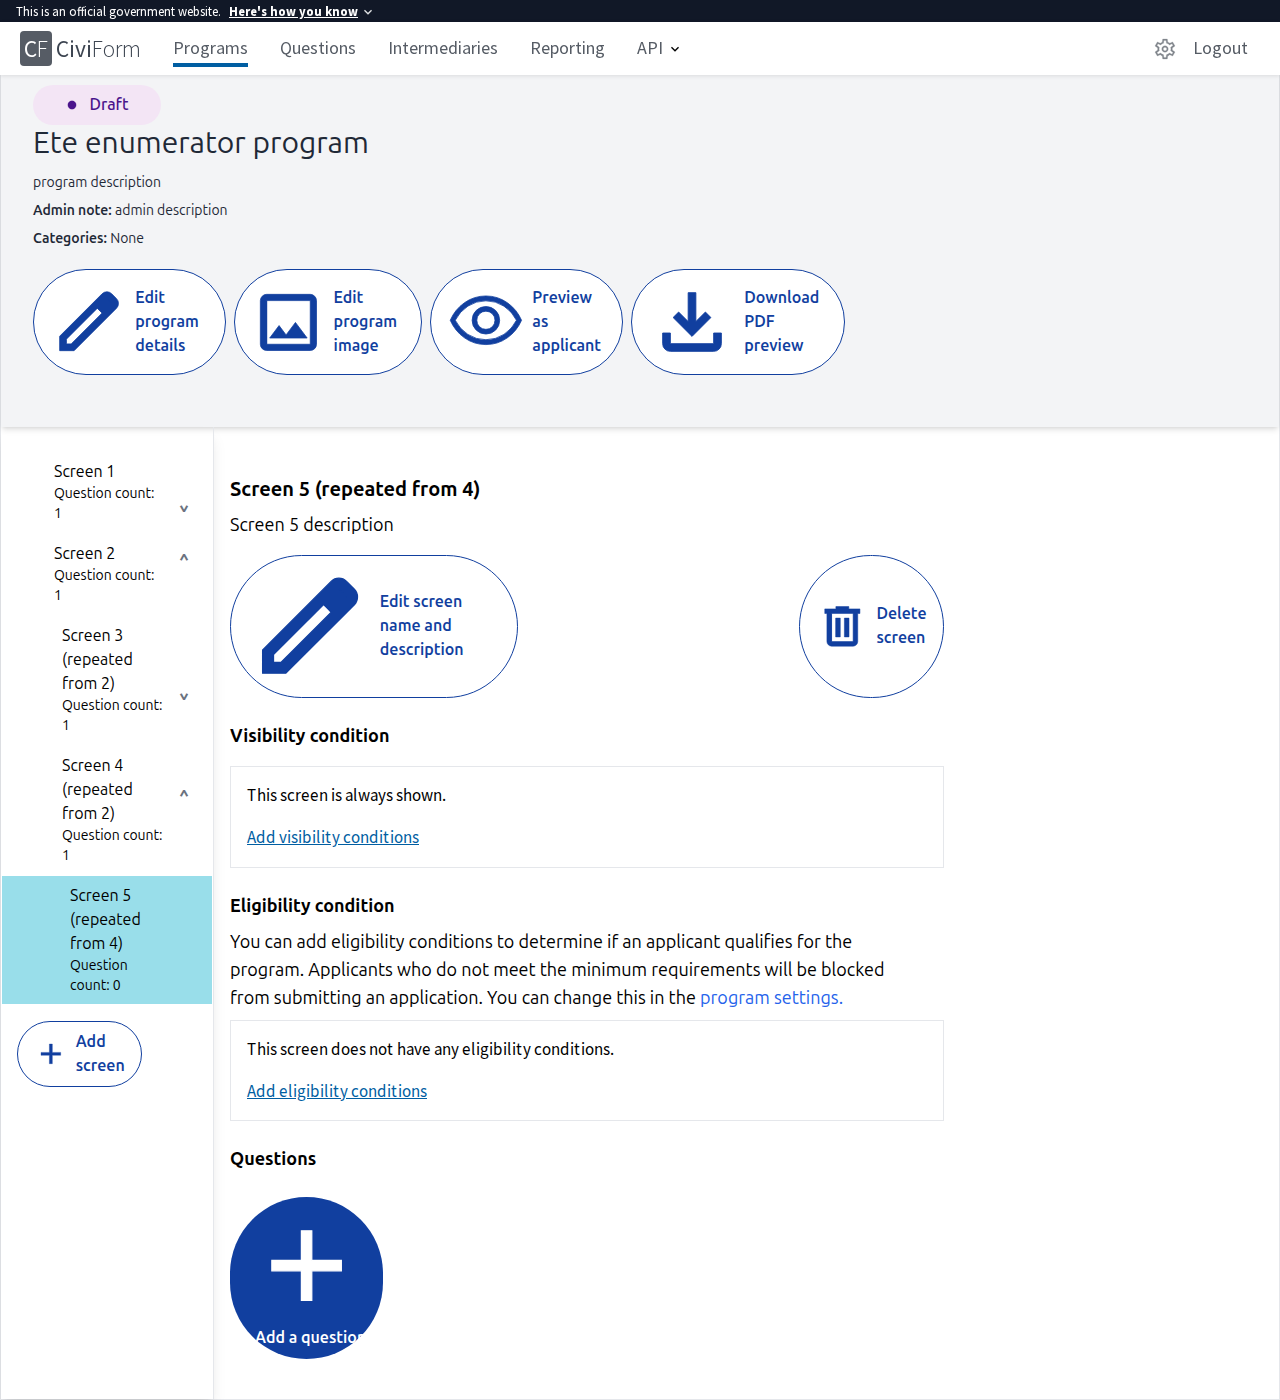 This is an official government website. Here's how you know
CF CiviForm Programs Questions Intermediaries Reporting API Logout
Draft
Ete enumerator program
program description
Admin note: admin description
Categories: None
Edit program details
Edit program image
Preview as applicant
Download PDF preview
Screen 1
Question count:
1
Screen 2
Question count:
1
Screen 3
(repeated
from 2)
Question count:
1
Screen 4
(repeated
from 2)
Question count:
1
Screen 5
(repeated
from 4)
Question
count: 0
Add
screen
Screen 5 (repeated from 4)
Screen 5 description
Edit screen
name and
description
Delete
screen
Visibility condition
This screen is always shown.
Add visibility conditions
Eligibility condition
You can add eligibility conditions to determine if an applicant qualifies for the
program. Applicants who do not meet the minimum requirements will be blocked
from submitting an application. You can change this in the program settings.
This screen does not have any eligibility conditions.
Add eligibility conditions
Questions
Add a question